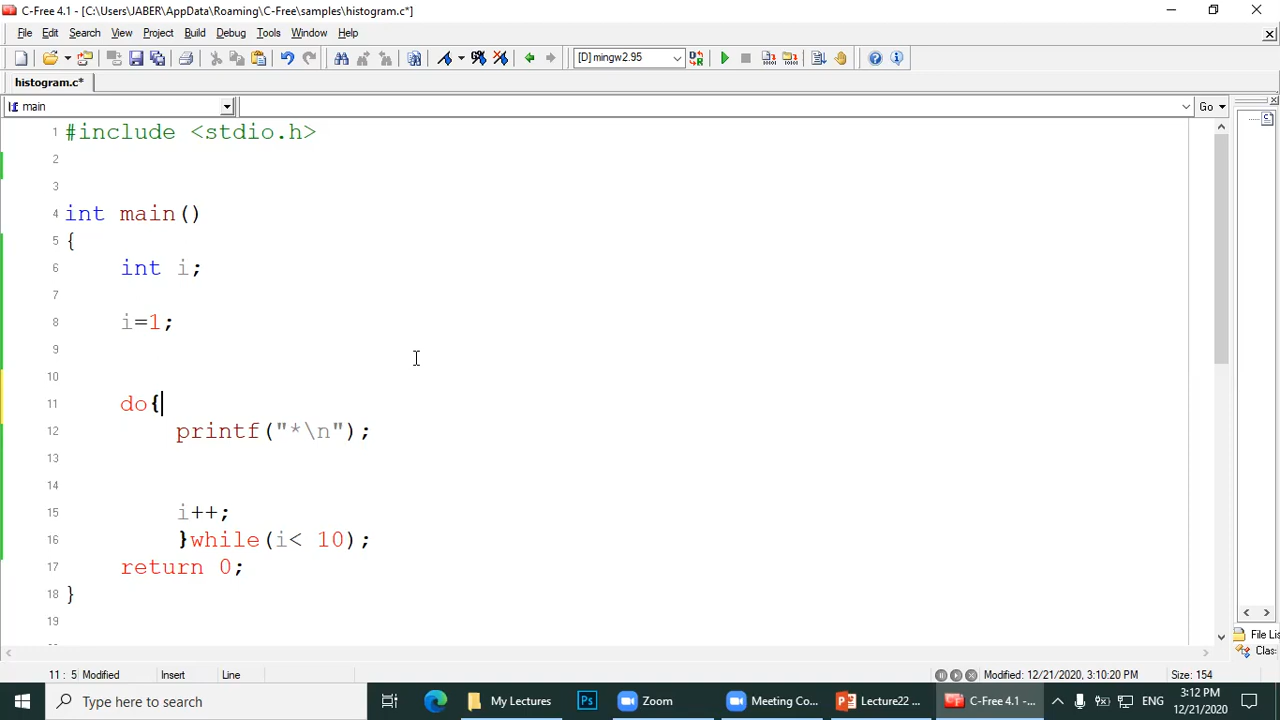 C-Free 4.1 - [C:\Users\JABER\AppData\Roaming\C-Free\samples\histogram.c*]
File Edit Search View Project Build Debug Tools Window Help
[D] mingw2.95
histogram.c*
main
Go
1 #include <stdio.h>
2
3
4 int main()
5 {
6 int i;
7
8 i=1;
9
10
11 do{
12 printf("*\n");
13
14
15 i++;
16 }while(i< 10);
17 return 0;
18 }
19
File Lis
Clas
11 : 5 Modified Insert Line Modified: 12/21/2020, 3:10:20 PM Size: 154
Type here to search
My Lectures
Ps
Zoom
Meeting Co...
Lecture22 ...
C-Free 4.1 -...
ENG
3:12 PM
12/21/2020